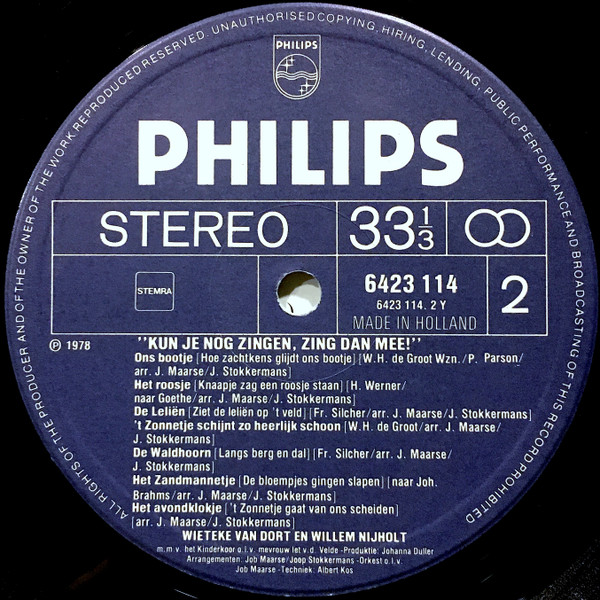 ALL RIGHTS OF THE PRODUCER AND OF THE OWNER OF THE WORK REPRODUCED RESERVED. UNAUTHORISED COPYING, HIRING, LENDING, PUBLIC PERFORMANCE AND BROADCASTING OF THIS RECORD PROHIBITED
PHILIPS
PHILIPS
STEREO 33 1/3
STEMRA
6423 114
6423 114. 2 Y
MADE IN HOLLAND
2
℗ 1978
"KUN JE NOG ZINGEN, ZING DAN MEE!"
Ons bootje [Hoe zachtkens glijdt ons bootje] [W.H. de Groot Wzn./P. Parson/
arr. J. Maarse/J. Stokkermans]
Het roosje [Knaapje zag een roosje staan] [H. Werner/
naar Goethe/arr. J. Maarse/J. Stokkermans]
De Leliën [Ziet de leliën op 't veld] [Fr. Silcher/arr. J. Maarse/J. Stokkermans]
't Zonnetje schijnt zo heerlijk schoon [W.H. de Groot/arr. J. Maarse/
J. Stokkermans]
De Waldhoorn [Langs berg en dal] [Fr. Silcher/arr. J. Maarse/
J. Stokkermans]
Het Zandmannetje [De bloempjes gingen slapen] [naar Joh.
Brahms/arr. J. Maarse/J. Stokkermans]
Het avondklokje ['t Zonnetje gaat van ons scheiden]
[arr. J. Maarse/J. Stokkermans]
WIETEKE VAN DORT EN WILLEM NIJHOLT
m.m.v. het Kinderkoor o.l.v. mevrouw let v.d. Velde - Produktie: Johanna Duller
Arrangementen: Job Maarse/Joop Stokkermans - Orkest o.l.v.
Job Maarse - Techniek: Albert Kos